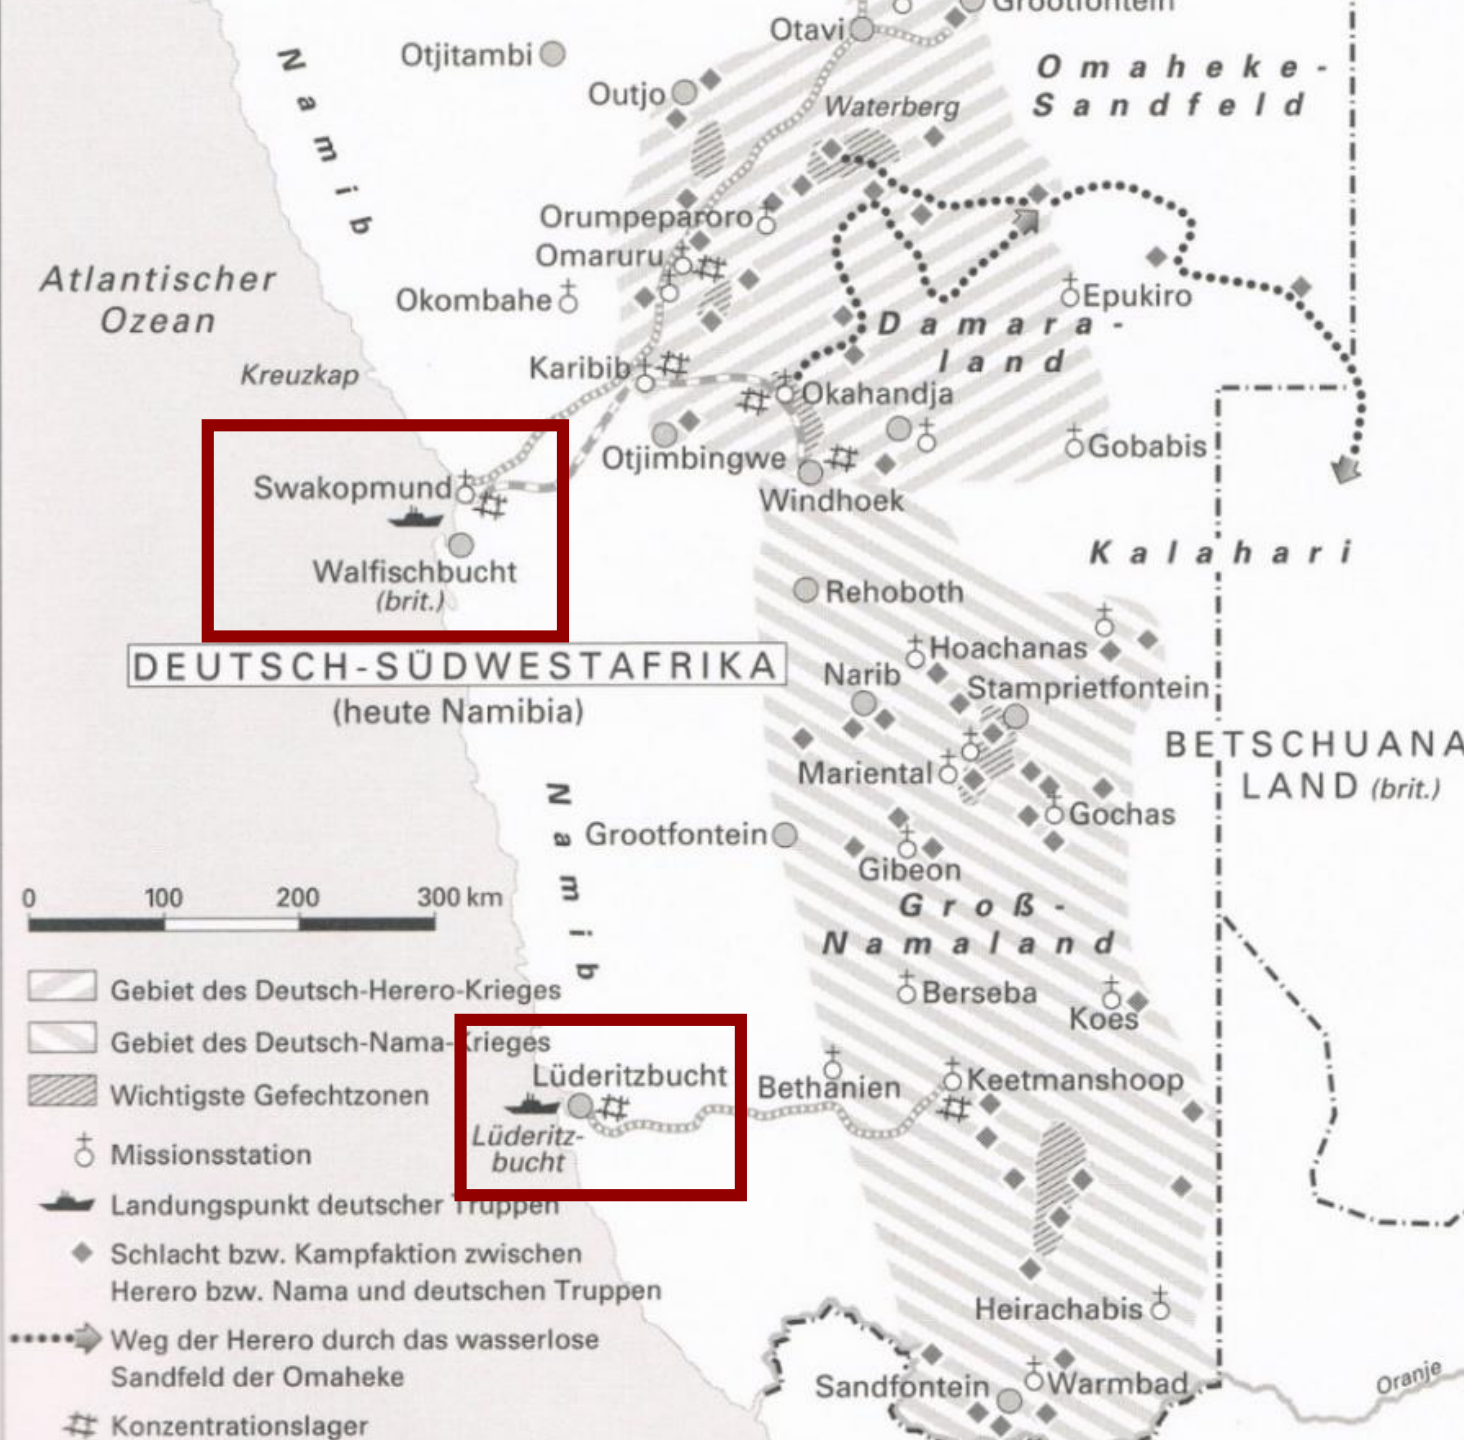 Grootfontein
Otavi
Otjitambi
Outjo
Omaheke-
Sandfeld
Namib
Waterberg
Orumpeparoro
Omaruru
Okombahe
Atlantischer
Ozean
Epukiro
Damara-
land
Kreuzkap
Karibib
Okahandja
Otjimbingwe
Gobabis
Swakopmund
Windhoek
Walfischbucht
(brit.)
Kalahari
Rehoboth
DEUTSCH-SÜDWESTAFRIKA
(heute Namibia)
Hoachanas
Narib
Stamprietfontein
BETSCHUANA
LAND (brit.)
Mariental
Namib
Gochas
Grootfontein
Gibeon
Groß-
Namaland
0 100 200 300 km
Berseba
Koes
Gebiet des Deutsch-Herero-Krieges
Gebiet des Deutsch-Nama-Krieges
Wichtigste Gefechtzonen
Lüderitzbucht
Bethanien
Keetmanshoop
Lüderitz-
bucht
Missionsstation
Landungspunkt deutscher Truppen
Schlacht bzw. Kampfaktion zwischen
Herero bzw. Nama und deutschen Truppen
Weg der Herero durch das wasserlose
Sandfeld der Omaheke
Konzentrationslager
Heirachabis
Sandfontein
Warmbad
Oranje